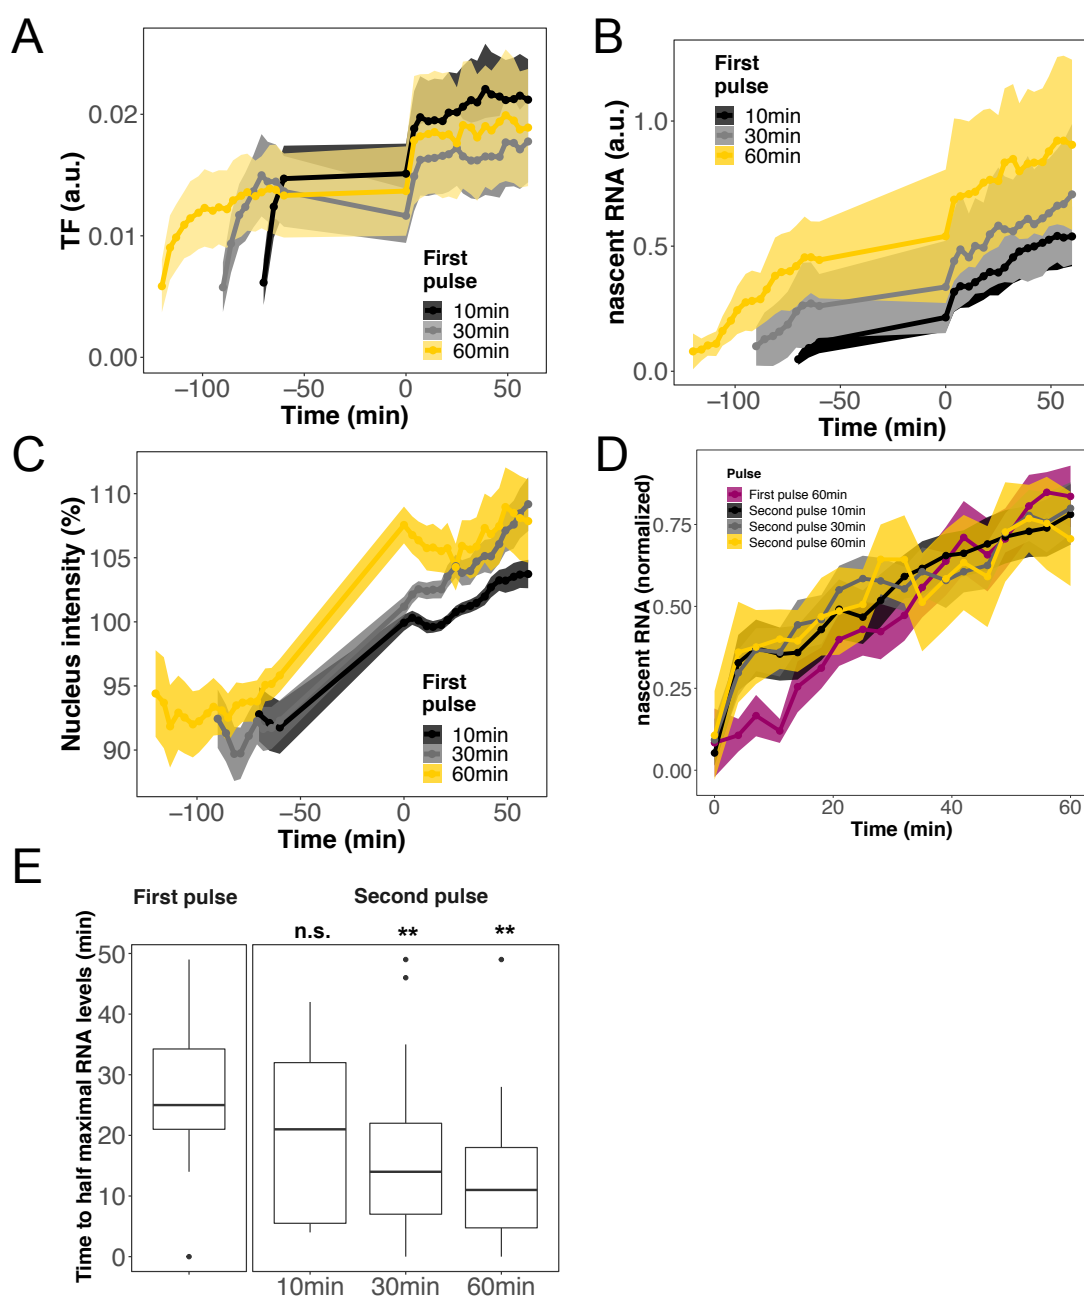 A
TF (a.u.)
0.02
0.01
0.00
−100
−50
0
50
Time (min)
First
pulse
10min
30min
60min
B
nascent RNA (a.u.)
1.0
0.5
0.0
−100
−50
0
50
Time (min)
First
pulse
10min
30min
60min
C
Nucleus intensity (%)
110
105
100
95
90
−100
−50
0
50
Time (min)
First
pulse
10min
30min
60min
D
nascent RNA (normalized)
0.75
0.50
0.25
0.00
0
20
40
60
Time (min)
Pulse
First pulse 60min
Second pulse 10min
Second pulse 30min
Second pulse 60min
E
First pulse
Second pulse
n.s.
**
**
Time to half maximal RNA levels (min)
50
40
30
20
10
0
10min
30min
60min